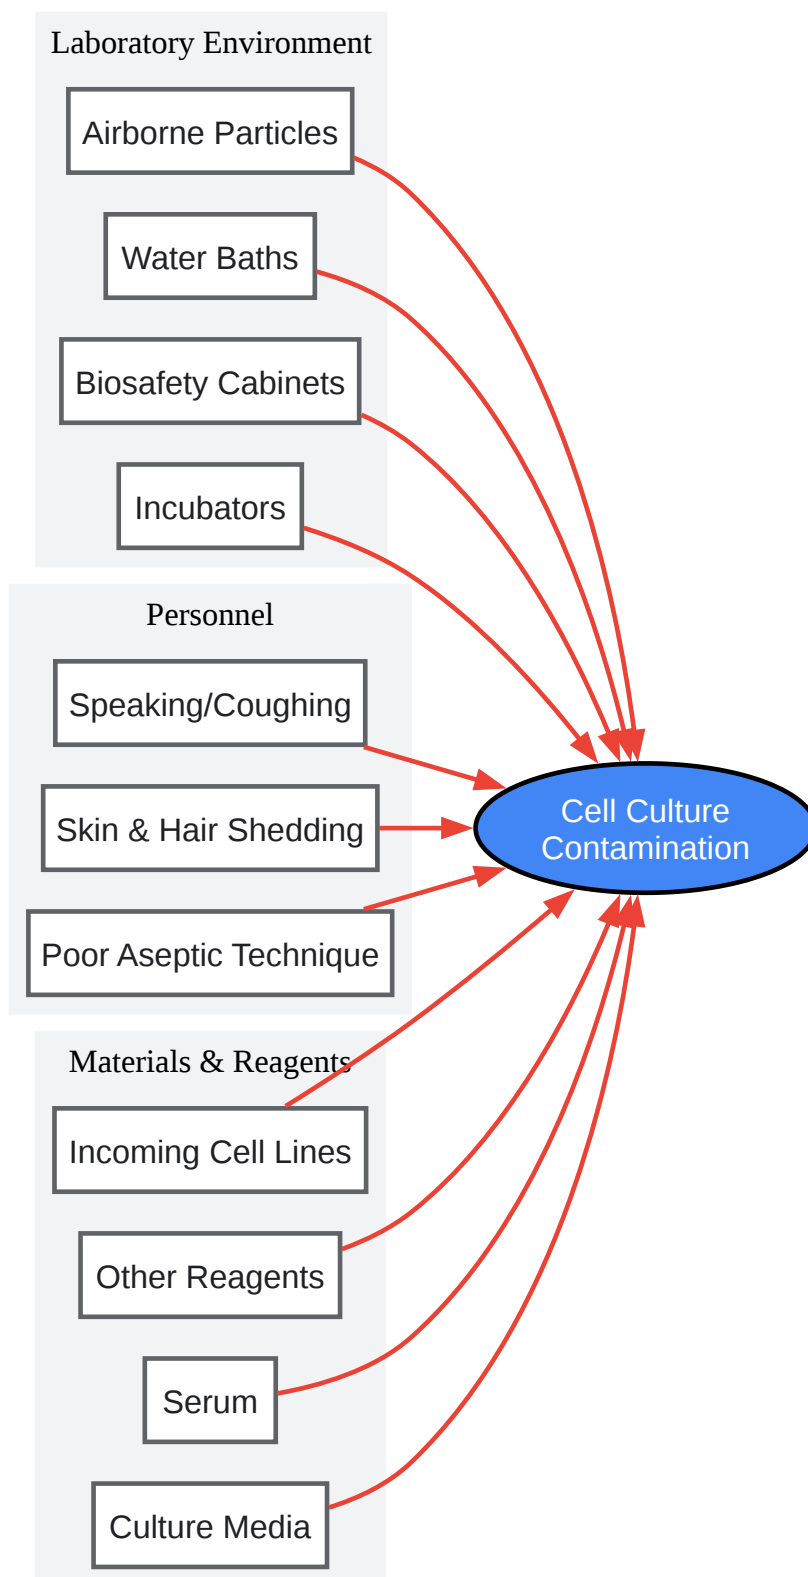 Laboratory Environment
Airborne Particles
Water Baths
Biosafety Cabinets
Incubators
Personnel
Speaking/Coughing
Skin & Hair Shedding
Poor Aseptic Technique
Cell Culture
Contamination
Materials & Reagents
Incoming Cell Lines
Other Reagents
Serum
Culture Media